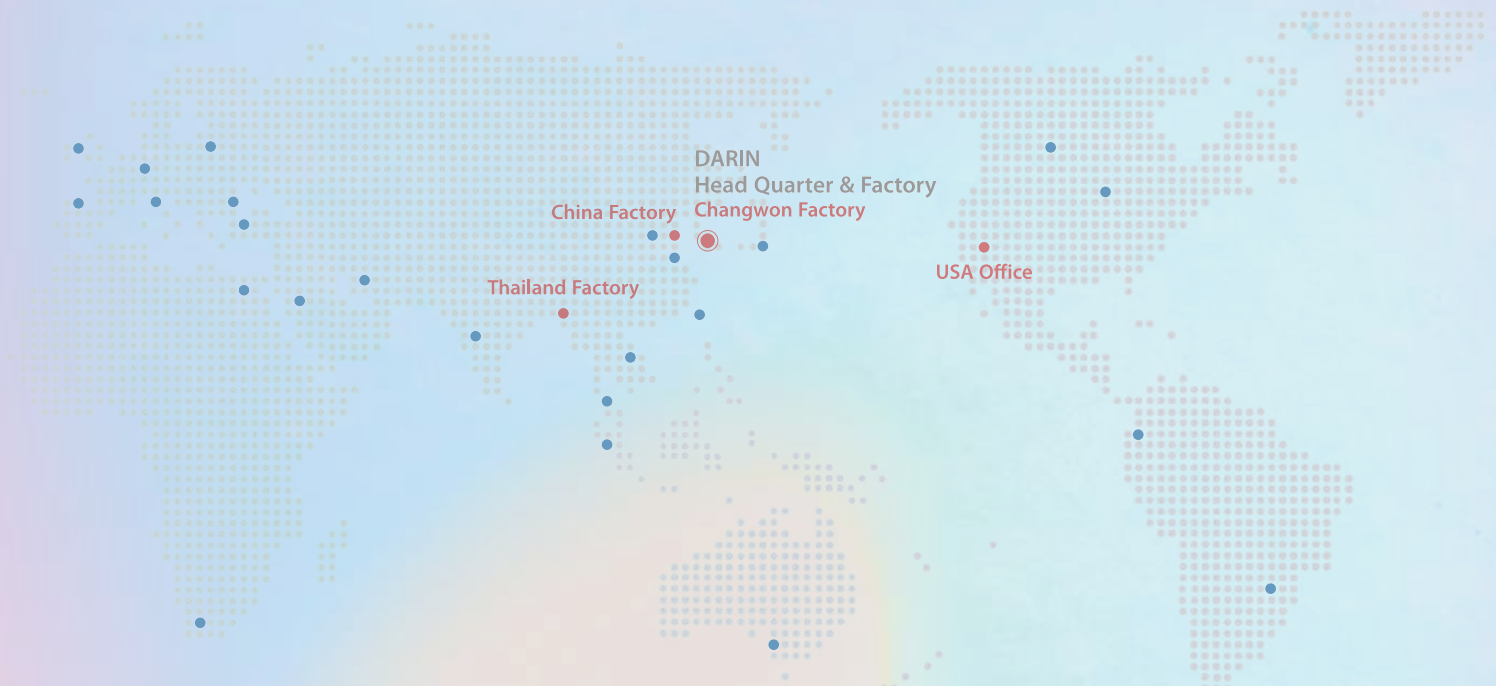 DARIN
Head Quarter & Factory
China Factory
Changwon Factory
USA Office
Thailand Factory